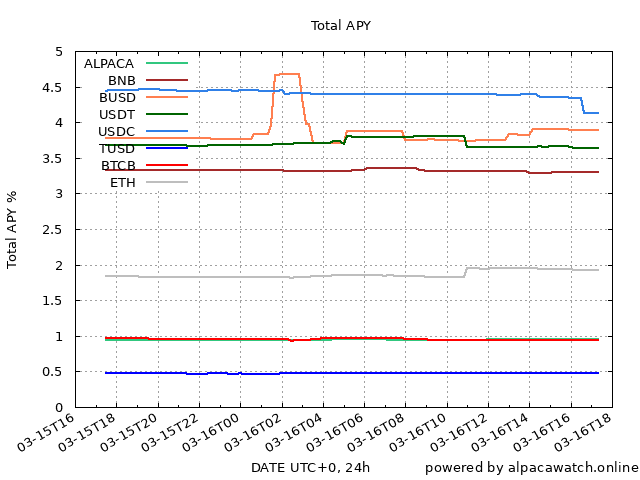 Total APY
5
4.5
4
3.5
3
2.5
2
1.5
1
0.5
0
Total APY %
ALPACA
BNB
BUSD
USDT
USDC
TUSD
BTCB
ETH
03-15T16
03-15T18
03-15T20
03-15T22
03-16T00
03-16T02
03-16T04
03-16T06
03-16T08
03-16T10
03-16T12
03-16T14
03-16T16
03-16T18
DATE UTC+0, 24h
powered by alpacawatch.online